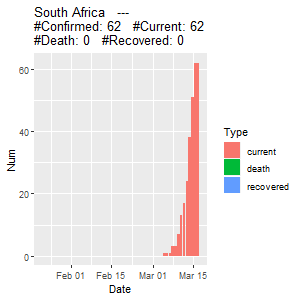 South Africa   ---
#Confirmed: 62   #Current: 62
#Death: 0   #Recovered: 0
60
40
20
0
Num
Feb 01
Feb 15
Mar 01
Mar 15
Date
Type
current
death
recovered